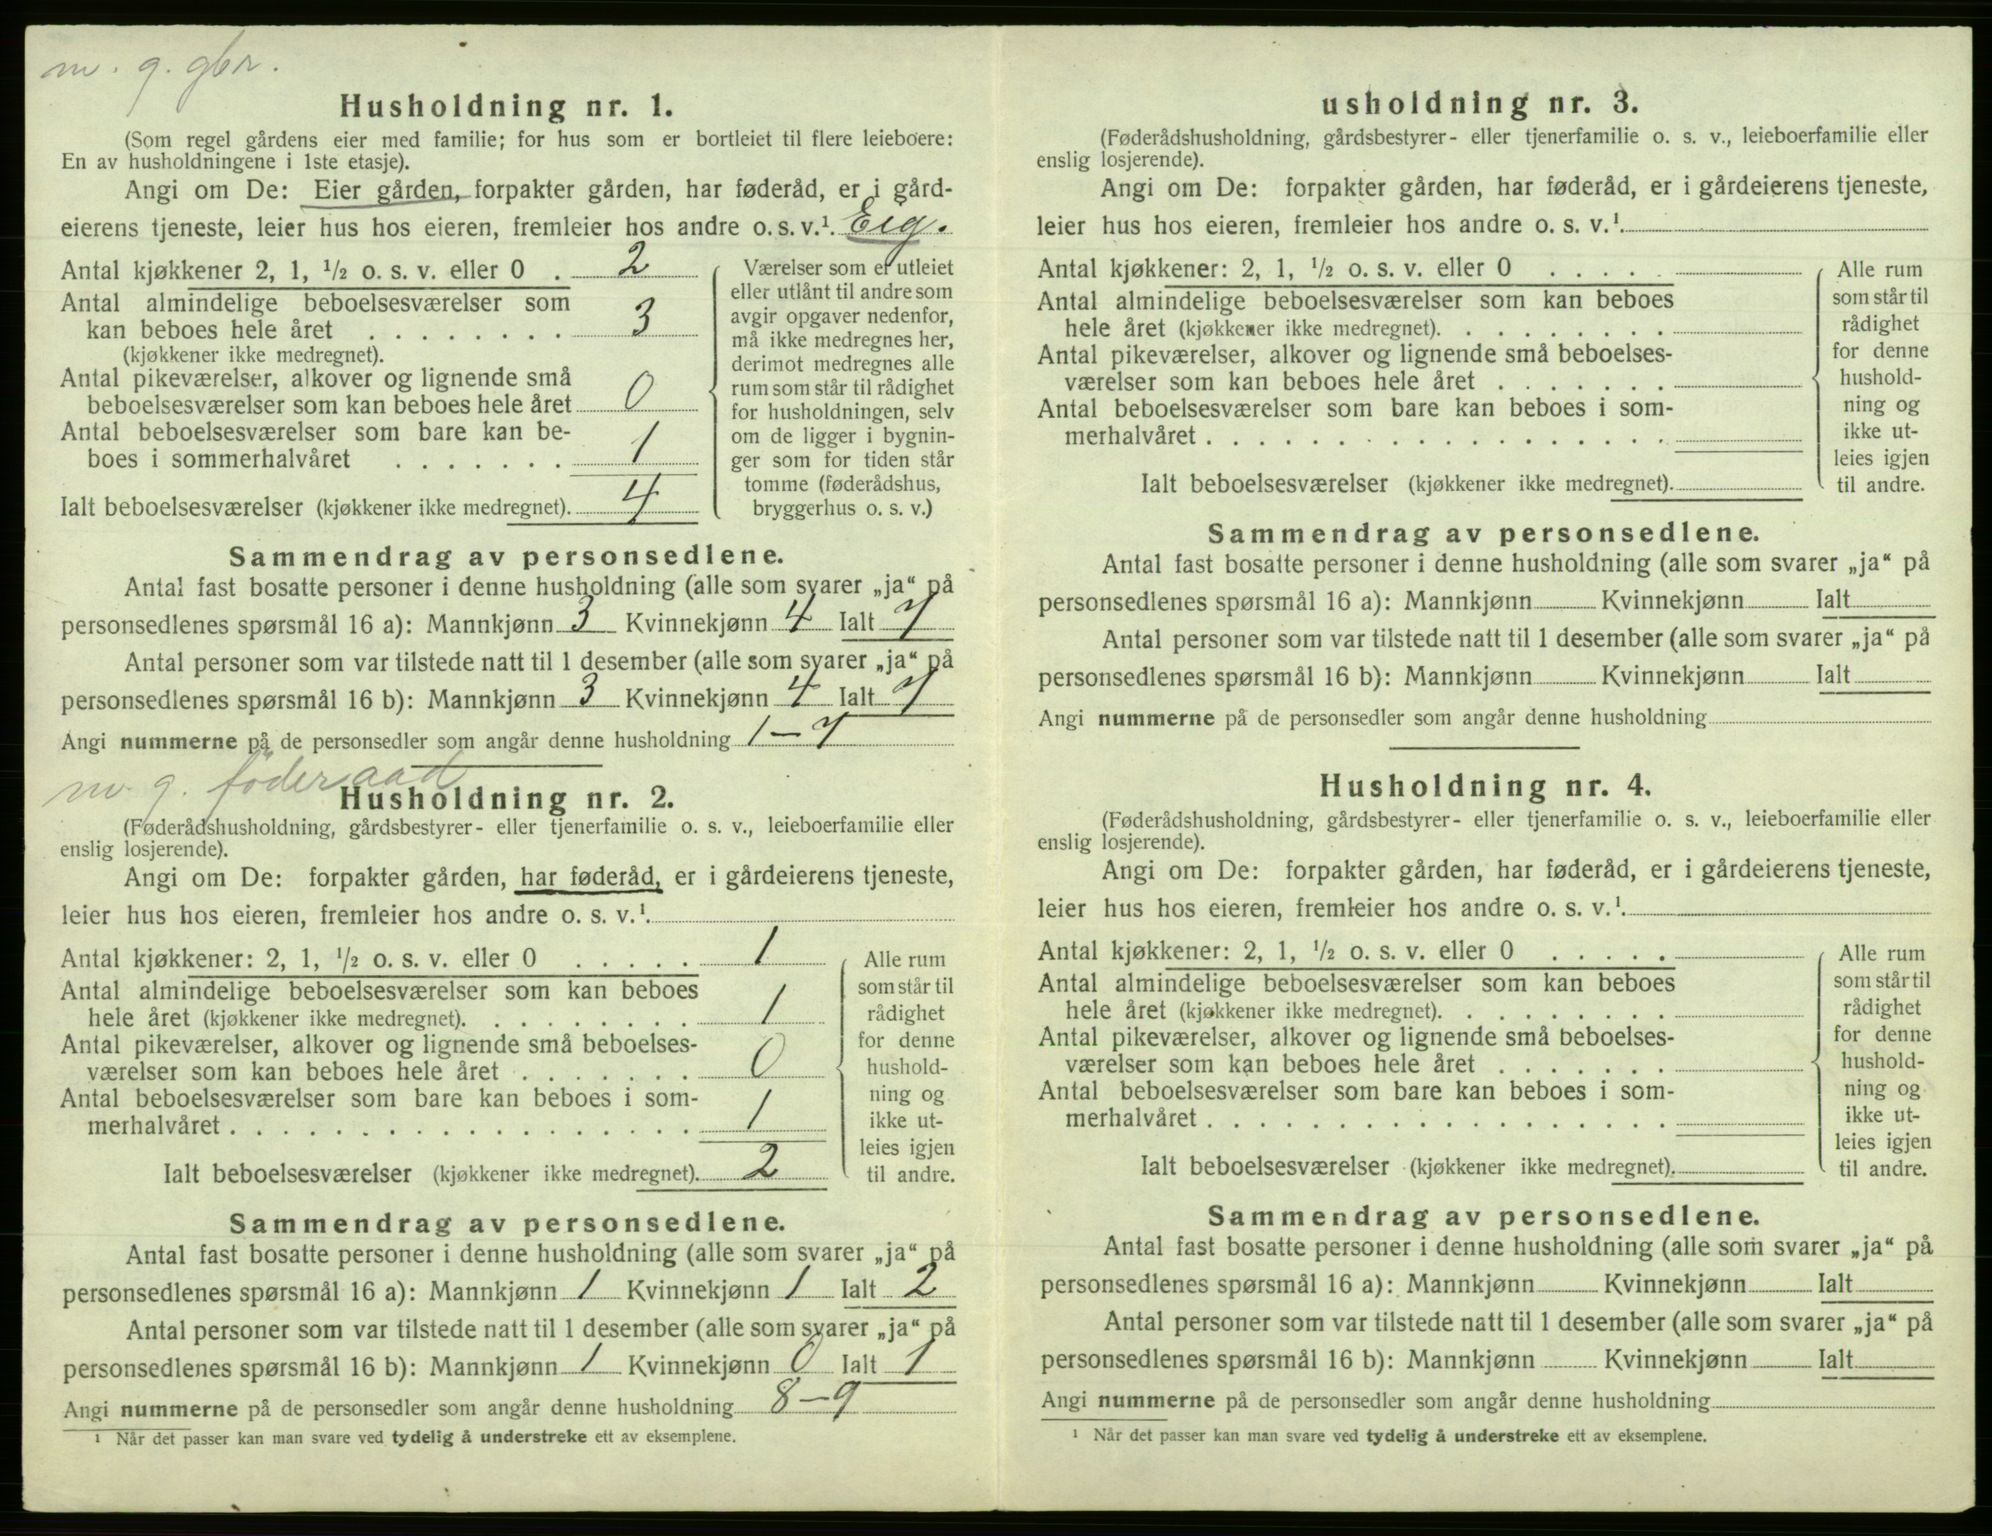 m. g. gbr.
Husholdning nr. 1.
(Som regel gårdens eier med familie; for hus som er bortleiet til flere leieboere:
En av husholdningene i 1ste etasje).
Angi om De: Eier gården, forpakter gården, har føderåd, er i gård-
eierens tjeneste, leier hus hos eieren, fremleier hos andre o. s. v.¹. Eig.
Antal kjøkkener 2, 1, ½ o. s. v. eller 0 . 2
Antal almindelige beboelsesværelser som
kan beboes hele året . . . . . . . . 3
(kjøkkener ikke medregnet).
Antal pikeværelser, alkover og lignende små
beboelsesværelser som kan beboes hele året 0
Antal beboelsesværelser som bare kan be-
boes i sommerhalvåret . . . . . . . 1
Ialt beboelsesværelser (kjøkkener ikke medregnet). 4
Værelser som er utleiet
eller utlånt til andre som
avgir opgaver nedenfor,
må ikke medregnes her,
derimot medregnes alle
rum som står til rådighet
for husholdningen, selv
om de ligger i bygnin-
ger som for tiden står
tomme (føderådshus,
bryggerhus o. s. v.)
Sammendrag av personsedlene.
Antal fast bosatte personer i denne husholdning (alle som svarer „ja“ på
personsedlenes spørsmål 16 a): Mannkjønn 3 Kvinnekjønn 4 Ialt 7
Antal personer som var tilstede natt til 1 desember (alle som svarer „ja“ på
personsedlenes spørsmål 16 b): Mannkjønn 3 Kvinnekjønn 4 Ialt 7
Angi nummerne på de personsedler som angår denne husholdning 1–7
m. g. føderaad
Husholdning nr. 2.
(Føderådshusholdning, gårdsbestyrer- eller tjenerfamilie o. s. v., leieboerfamilie eller
enslig losjerende).
Angi om De: forpakter gården, har føderåd, er i gårdeierens tjeneste,
leier hus hos eieren, fremleier hos andre o. s. v.¹.
Antal kjøkkener: 2, 1, ½ o. s. v. eller 0 . . . . . 1
Antal almindelige beboelsesværelser som kan beboes
hele året (kjøkkener ikke medregnet). . . . . . . . . 1
Antal pikeværelser, alkover og lignende små beboelses-
værelser som kan beboes hele året . . . . . . . 0
Antal beboelsesværelser som bare kan beboes i som-
merhalvåret . . . . . . . . . . . . . . . . . . 1
Ialt beboelsesværelser (kjøkkener ikke medregnet). 2
Alle rum
som står til
rådighet
for denne
hushold-
ning og
ikke ut-
leies igjen
til andre.
Sammendrag av personsedlene.
Antal fast bosatte personer i denne husholdning (alle som svarer „ja“ på
personsedlenes spørsmål 16 a): Mannkjønn 1 Kvinnekjønn 1 Ialt 2
Antal personer som var tilstede natt til 1 desember (alle som svarer „ja“ på
personsedlenes spørsmål 16 b): Mannkjønn 1 Kvinnekjønn 0 Ialt 1
Angi nummerne på de personsedler som angår denne husholdning 8–9
¹ Når det passer kan man svare ved tydelig å understreke ett av eksemplene.
usholdning nr. 3.
(Føderådshusholdning, gårdsbestyrer- eller tjenerfamilie o. s. v., leieboerfamilie eller
enslig losjerende).
Angi om De: forpakter gården, har føderåd, er i gårdeierens tjeneste,
leier hus hos eieren, fremleier hos andre o. s. v.¹.
Antal kjøkkener: 2, 1, ½ o. s. v. eller 0 . . . . .
Antal almindelige beboelsesværelser som kan beboes
hele året (kjøkkener ikke medregnet). . . . . . . . .
Antal pikeværelser, alkover og lignende små beboelses-
værelser som kan beboes hele året . . . . . . .
Antal beboelsesværelser som bare kan beboes i som-
merhalvåret . . . . . . . . . . . . . . . . . .
Ialt beboelsesværelser (kjøkkener ikke medregnet).
Alle rum
som står til
rådighet
for denne
hushold-
ning og
ikke ut-
leies igjen
til andre.
Sammendrag av personsedlene.
Antal fast bosatte personer i denne husholdning (alle som svarer „ja“ på
personsedlenes spørsmål 16 a): Mannkjønn Kvinnekjønn Ialt
Antal personer som var tilstede natt til 1 desember (alle som svarer „ja“ på
personsedlenes spørsmål 16 b): Mannkjønn Kvinnekjønn Ialt
Angi nummerne på de personsedler som angår denne husholdning
Husholdning nr. 4.
(Føderådshusholdning, gårdsbestyrer- eller tjenerfamilie o. s. v., leieboerfamilie eller
enslig losjerende).
Angi om De: forpakter gården, har føderåd, er i gårdeierens tjeneste,
leier hus hos eieren, fremleier hos andre o. s. v.¹.
Antal kjøkkener: 2, 1, ½ o. s. v. eller 0 . . . . .
Antal almindelige beboelsesværelser som kan beboes
hele året (kjøkkener ikke medregnet). . . . . . . . .
Antal pikeværelser, alkover og lignende små beboelses-
værelser som kan beboes hele året . . . . . . .
Antal beboelsesværelser som bare kan beboes i som-
merhalvåret . . . . . . . . . . . . . . . . . .
Ialt beboelsesværelser (kjøkkener ikke medregnet).
Alle rum
som står til
rådighet
for denne
hushold-
ning og
ikke ut-
leies igjen
til andre.
Sammendrag av personsedlene.
Antal fast bosatte personer i denne husholdning (alle som svarer „ja“ på
personsedlenes spørsmål 16 a): Mannkjønn Kvinnekjønn Ialt
Antal personer som var tilstede natt til 1 desember (alle som svarer „ja“ på
personsedlenes spørsmål 16 b): Mannkjønn Kvinnekjønn Ialt
Angi nummerne på de personsedler som angår denne husholdning
¹ Når det passer kan man svare ved tydelig å understreke ett av eksemplene.